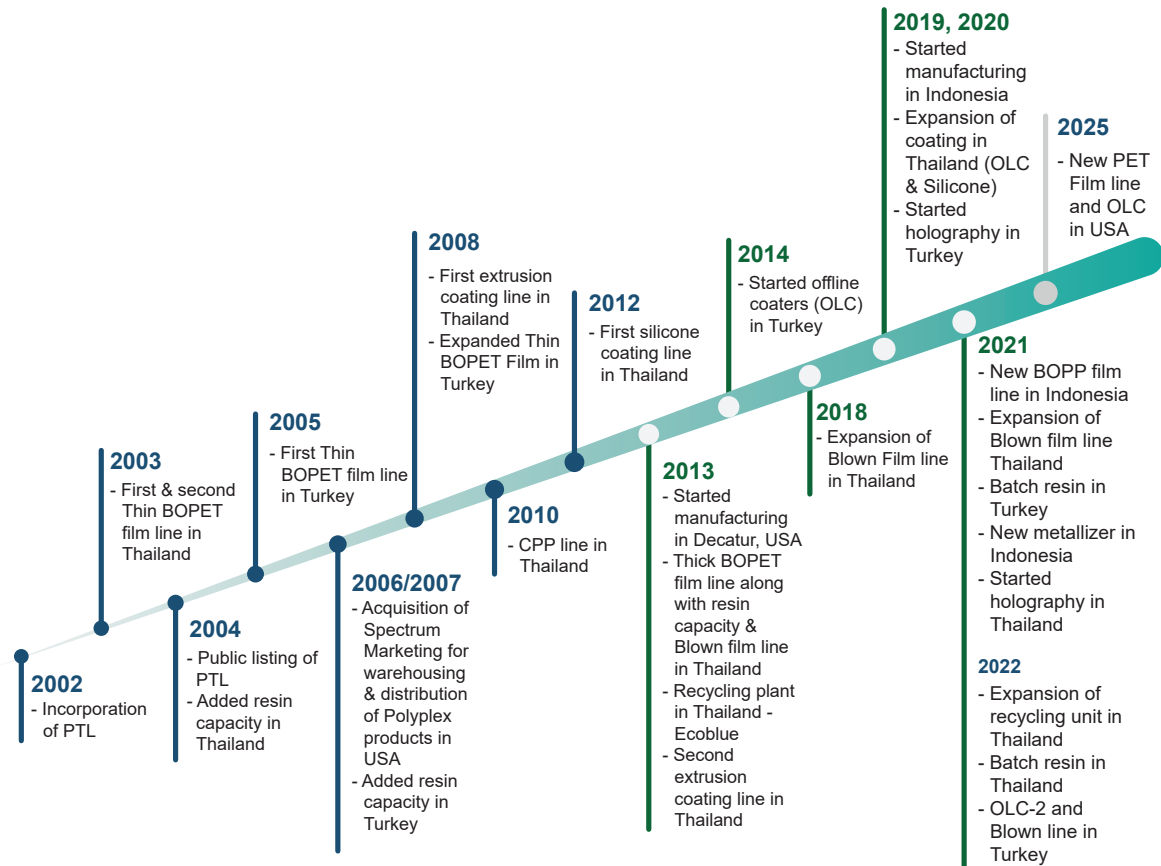 2002
- Incorporation
of PTL
2003
- First & second
Thin BOPET
film line in
Thailand
2004
- Public listing of
PTL
- Added resin
capacity in
Thailand
2005
- First Thin
BOPET film line
in Turkey
2006/2007
- Acquisition of
Spectrum
Marketing for
warehousing
& distribution
of Polyplex
products in
USA
- Added resin
capacity in
Turkey
2008
- First extrusion
coating line in
Thailand
- Expanded Thin
BOPET Film in
Turkey
2010
- CPP line in
Thailand
2012
- First silicone
coating line
in Thailand
2013
- Started
manufacturing
in Decatur, USA
- Thick BOPET
film line along
with resin
capacity &
Blown film line
in Thailand
- Recycling plant
in Thailand -
Ecoblue
- Second
extrusion
coating line in
Thailand
2014
- Started offline
coaters (OLC)
in Turkey
2018
- Expansion of
Blown Film line
in Thailand
2019, 2020
- Started
manufacturing
in Indonesia
- Expansion of
coating in
Thailand (OLC
& Silicone)
- Started
holography in
Turkey
2021
- New BOPP film
line in Indonesia
- Expansion of
Blown film line
Thailand
- Batch resin in
Turkey
- New metallizer in
Indonesia
- Started
holography in
Thailand
2022
- Expansion of
recycling unit in
Thailand
- Batch resin in
Thailand
- OLC-2 and
Blown line in
Turkey
2025
- New PET
Film line
and OLC
in USA